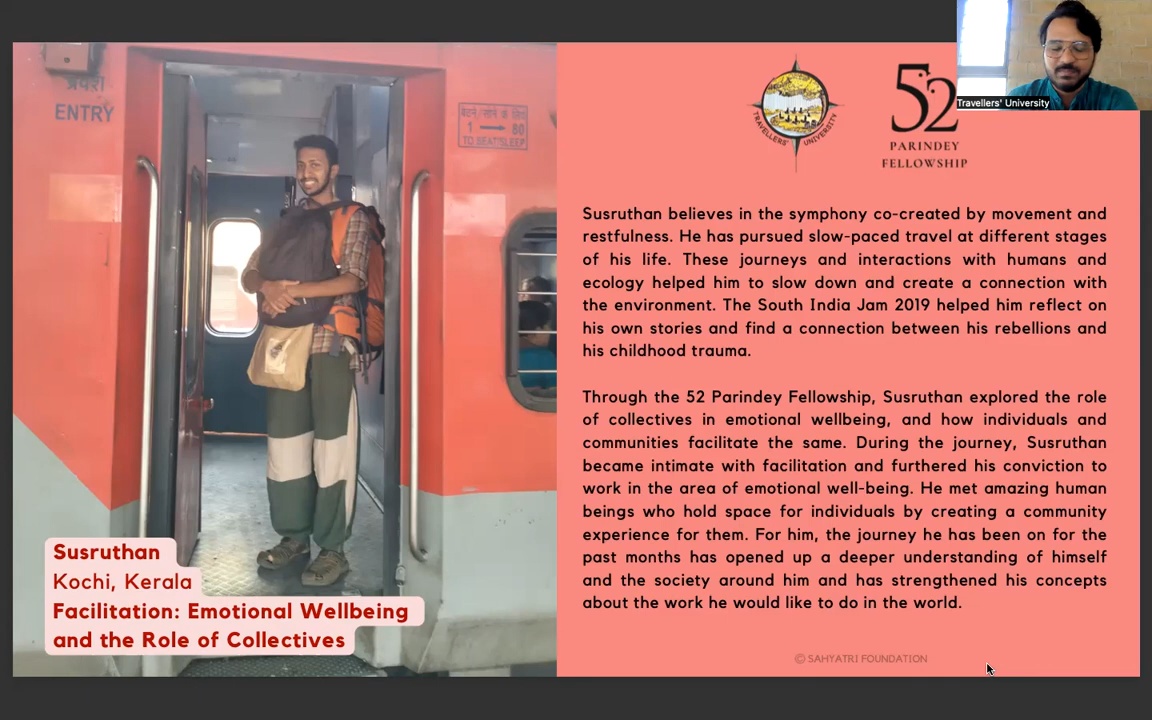 प्रवेश
ENTRY
बैठने/सोने के लिए
1 → 80
TO SEAT/SLEEP
Susruthan
Kochi, Kerala
Facilitation: Emotional Wellbeing
and the Role of Collectives
TRAVELLERS' UNIVERSITY
52
PARINDEY
FELLOWSHIP
Travellers' University
Susruthan believes in the symphony co-created by movement and
restfulness. He has pursued slow-paced travel at different stages
of his life. These journeys and interactions with humans and
ecology helped him to slow down and create a connection with
the environment. The South India Jam 2019 helped him reflect on
his own stories and find a connection between his rebellions and
his childhood trauma.
Through the 52 Parindey Fellowship, Susruthan explored the role
of collectives in emotional wellbeing, and how individuals and
communities facilitate the same. During the journey, Susruthan
became intimate with facilitation and furthered his conviction to
work in the area of emotional well-being. He met amazing human
beings who hold space for individuals by creating a community
experience for them. For him, the journey he has been on for the
past months has opened up a deeper understanding of himself
and the society around him and has strengthened his concepts
about the work he would like to do in the world.
© SAHYATRI FOUNDATION